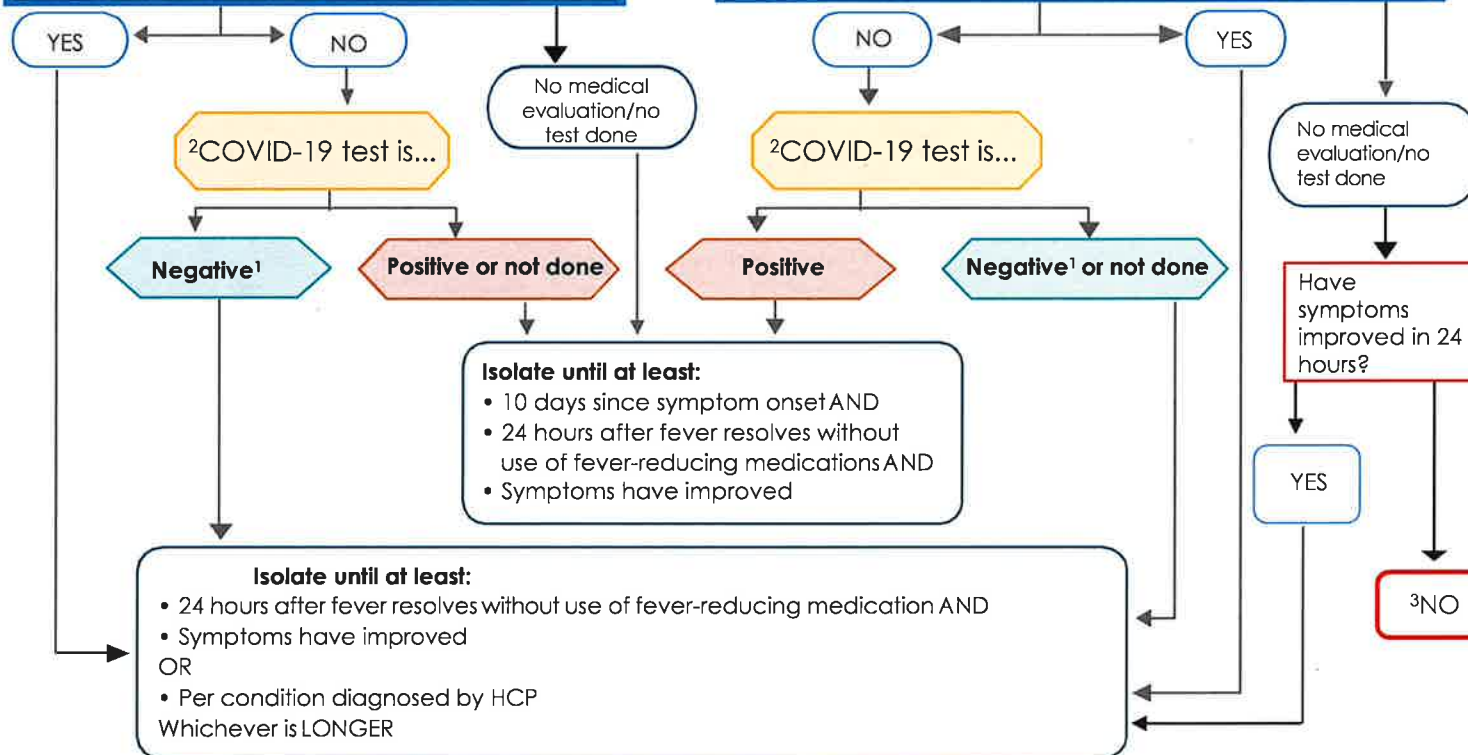 YES
NO
No medical
evaluation/no
test done
²COVID-19 test is...
Negative¹
Positive or not done
NO
YES
No medical
evaluation/no
test done
²COVID-19 test is...
Positive
Negative¹ or not done
Have
symptoms
improved in 24
hours?
YES
³NO
Isolate until at least:
• 10 days since symptom onset AND
• 24 hours after fever resolves without
use of fever-reducing medications AND
• Symptoms have improved
Isolate until at least:
• 24 hours after fever resolves without use of fever-reducing medication AND
• Symptoms have improved
OR
• Per condition diagnosed by HCP
Whichever is LONGER